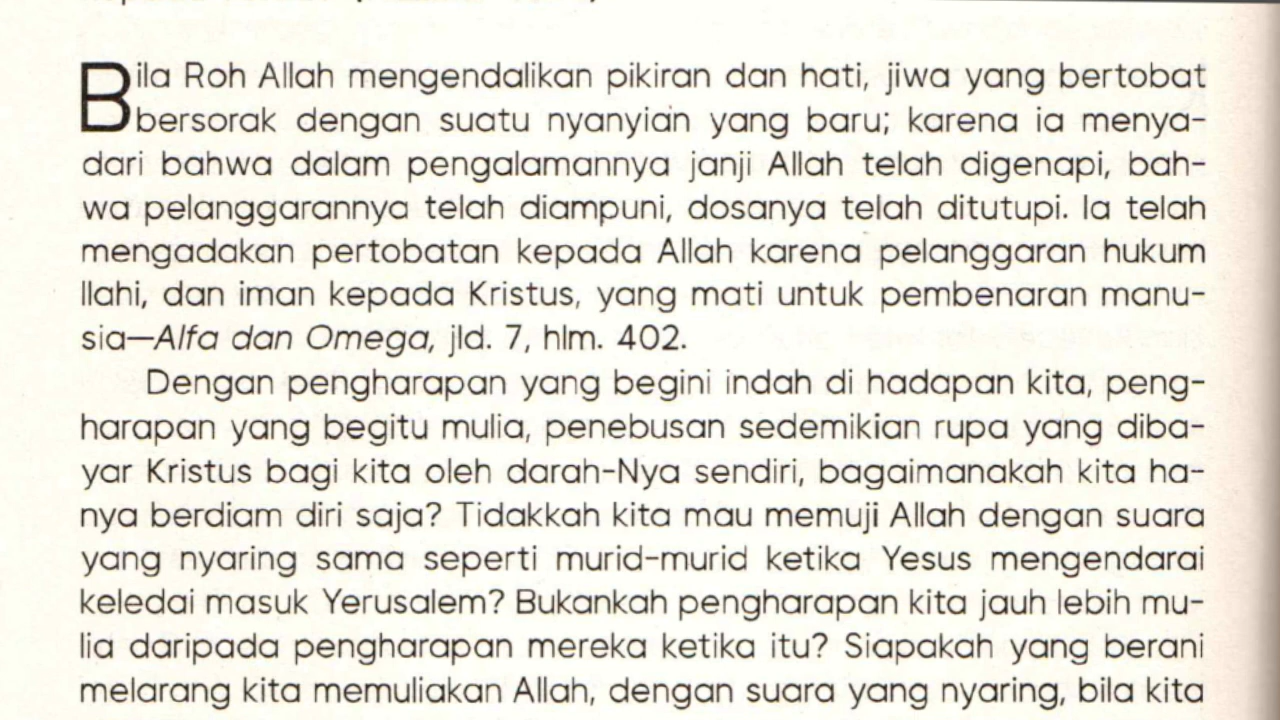 Bila Roh Allah mengendalikan pikiran dan hati, jiwa yang bertobat
bersorak dengan suatu nyanyian yang baru; karena ia menya-
dari bahwa dalam pengalamannya janji Allah telah digenapi, bah-
wa pelanggarannya telah diampuni, dosanya telah ditutupi. Ia telah
mengadakan pertobatan kepada Allah karena pelanggaran hukum
Ilahi, dan iman kepada Kristus, yang mati untuk pembenaran manu-
sia—Alfa dan Omega, jld. 7, hlm. 402.
Dengan pengharapan yang begini indah di hadapan kita, peng-
harapan yang begitu mulia, penebusan sedemikian rupa yang diba-
yar Kristus bagi kita oleh darah-Nya sendiri, bagaimanakah kita ha-
nya berdiam diri saja? Tidakkah kita mau memuji Allah dengan suara
yang nyaring sama seperti murid-murid ketika Yesus mengendarai
keledai masuk Yerusalem? Bukankah pengharapan kita jauh lebih mu-
lia daripada pengharapan mereka ketika itu? Siapakah yang berani
melarang kita memuliakan Allah, dengan suara yang nyaring, bila kita